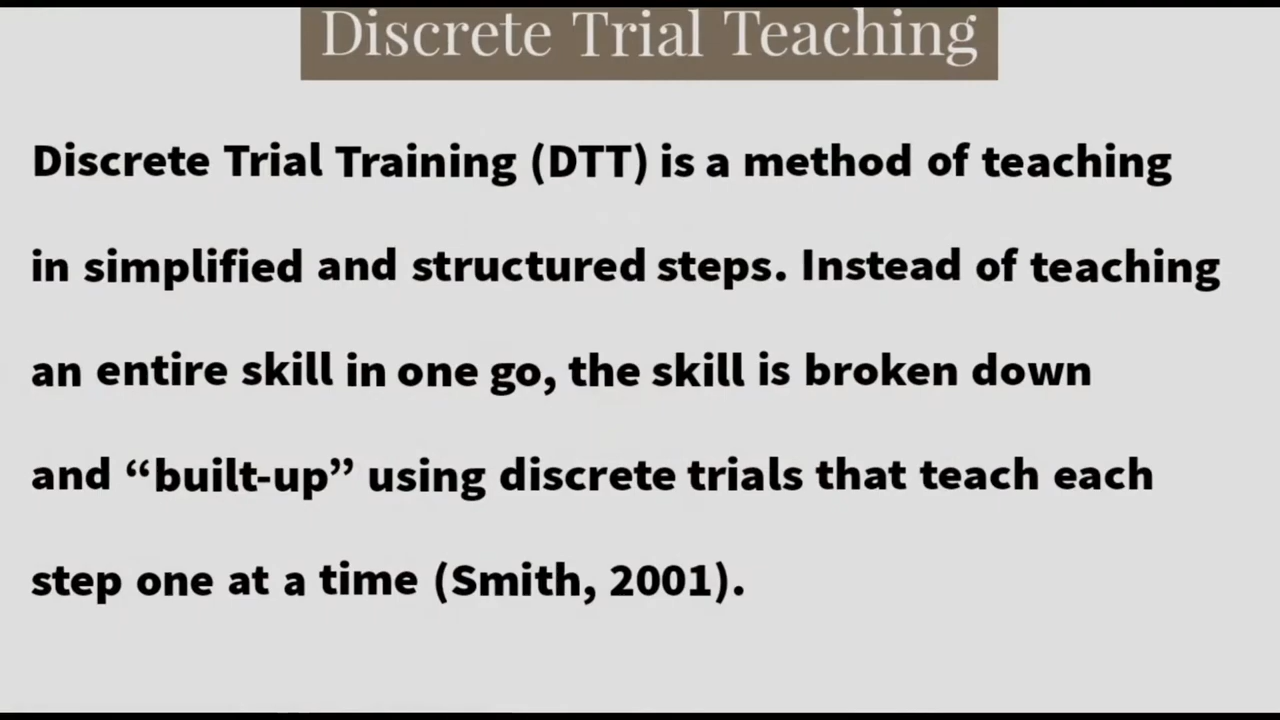 Discrete Trial Teaching
Discrete Trial Training (DTT) is a method of teaching
in simplified and structured steps. Instead of teaching
an entire skill in one go, the skill is broken down
and “built-up” using discrete trials that teach each
step one at a time (Smith, 2001).